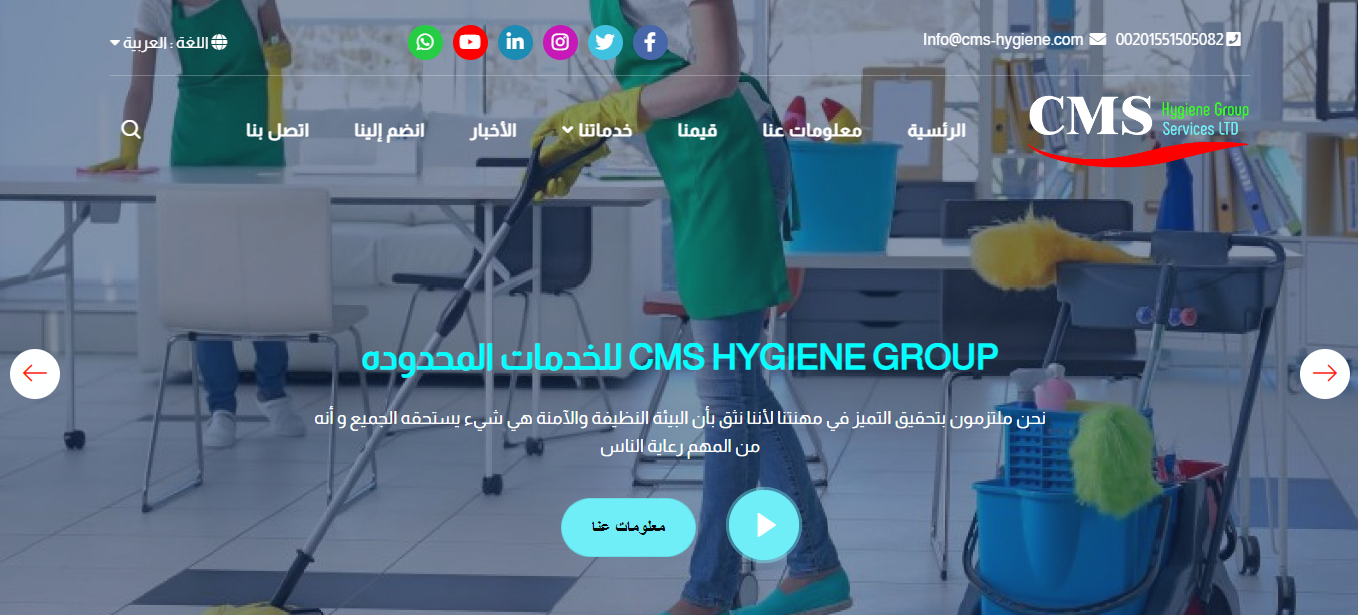 00201551505082 Info@cms-hygiene.com
اللغة : العربية
CMS Hygiene Group
Services LTD
الرئسية معلومات عنا قيمنا خدماتنا الأخبار انضم إلينا اتصل بنا
CMS HYGIENE GROUP للخدمات المحدوده
نحن ملتزمون بتحقيق التميز في مهنتنا لأننا نثق بأن البيئة النظيفة والآمنة هي شيء يستحقه الجميع و أنه
من المهم رعاية الناس
معلومات عنا